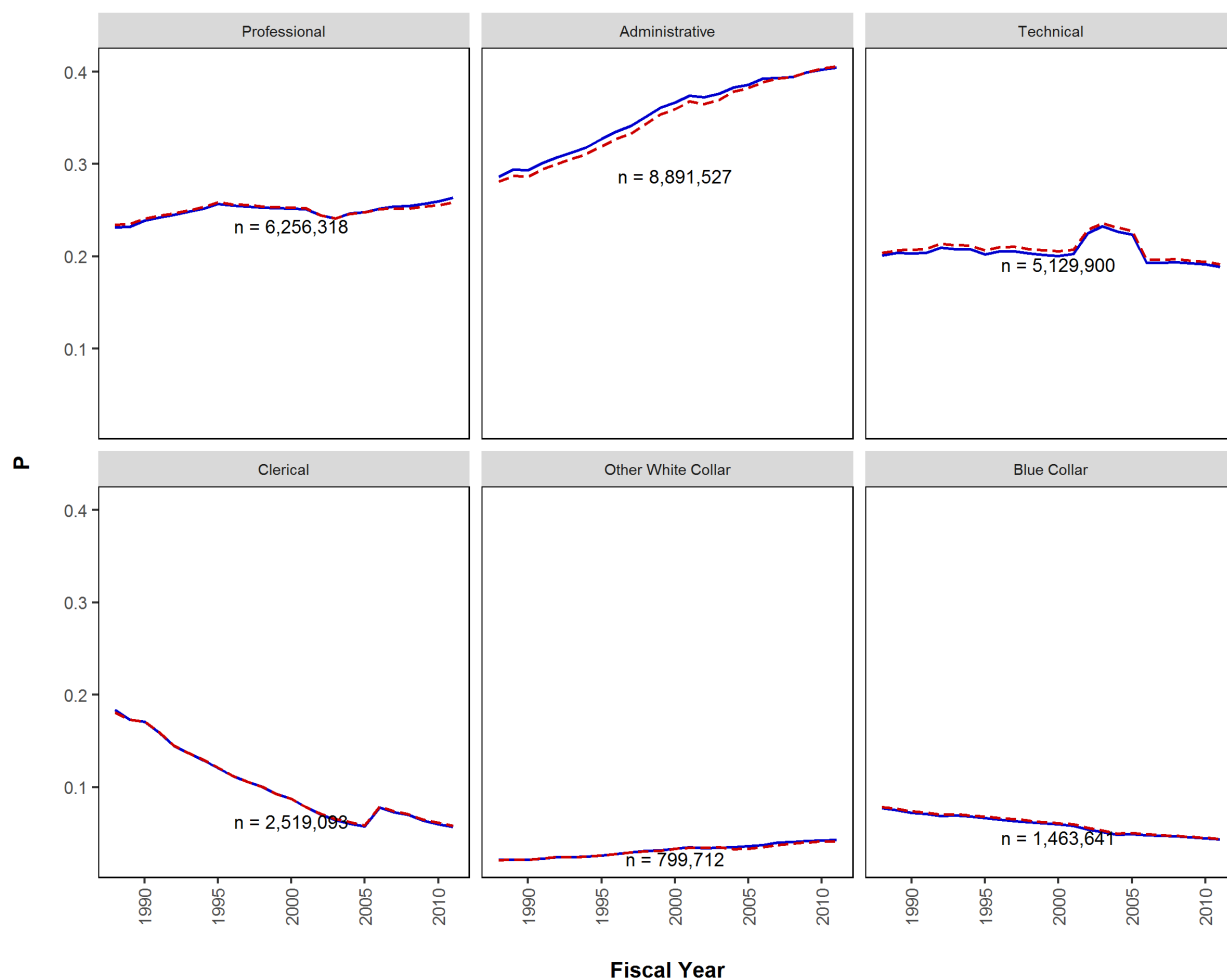 Professional Administrative Technical
0.4
0.3
n = 8,891,527
n = 6,256,318
0.2
n = 5,129,900
0.1
P
Clerical Other White Collar Blue Collar
0.4
0.3
0.2
0.1
n = 2,519,093
n = 1,463,641
n = 799,712
1990 1995 2000 2005 2010 1990 1995 2000 2005 2010 1990 1995 2000 2005 2010
Fiscal Year